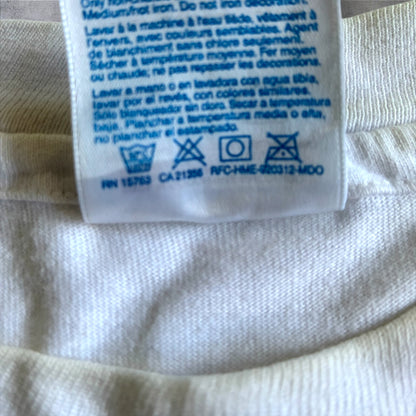 Only non-
Medium/hot iron. Do not iron decoration.
Laver à la machine à l'eau tiède, vêtement à
l'envers, avec couleurs semblables. Agent
de blanchiment sans chlore
sécher à température moyenne. Fer moyen
ou chaude; ne pas repasser les decorations.
Lavar a mano o en lavadora con agua tibia,
Lavar por el revés, con colores similares.
Sólo blanqueador sin cloro. Secar a temperatura
media. Planchar a temperatura media o alta;
no planchar el estampado.
RN 15763 CA 21356 RFC-HME-920312-MDO